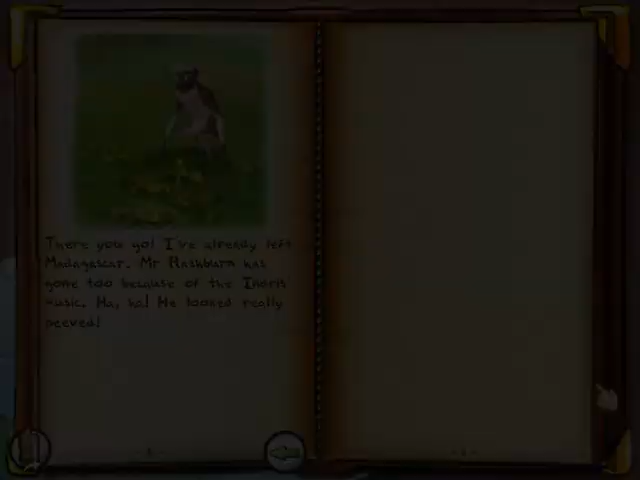 There you go! I've already left
Madagascar. Mr Hashburn has
gone too because of the Indris
music. Ha, ha! He looked really
peeved!